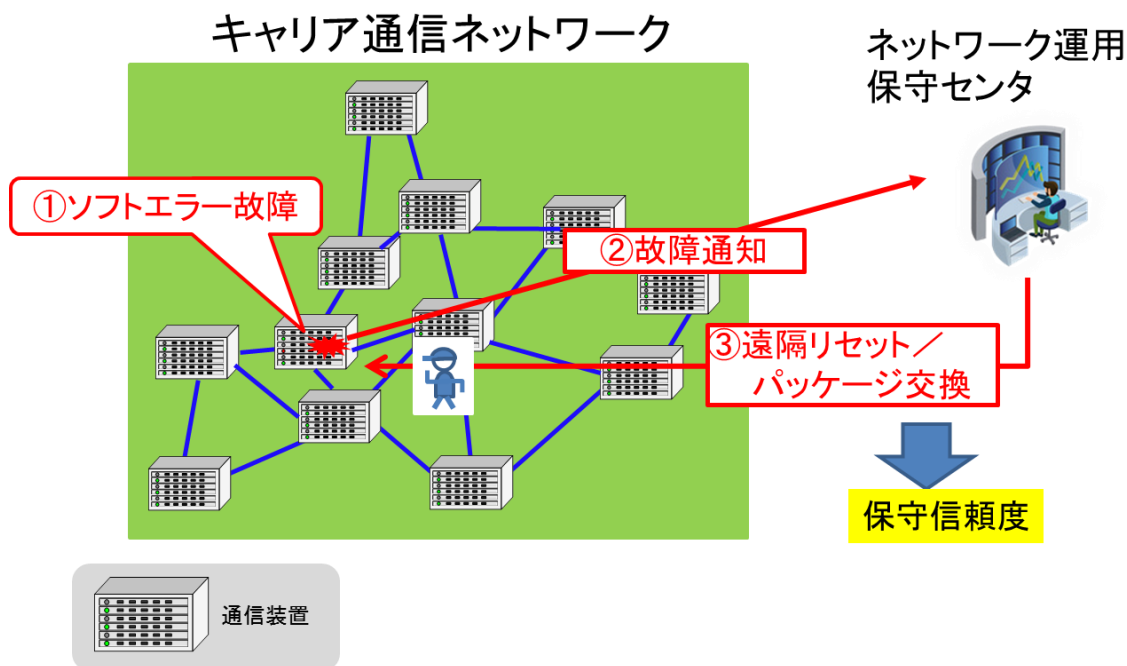 キャリア通信ネットワーク
ネットワーク運用
保守センタ
①ソフトエラー故障
②故障通知
③遠隔リセット／
パッケージ交換
保守信頼度
通信装置